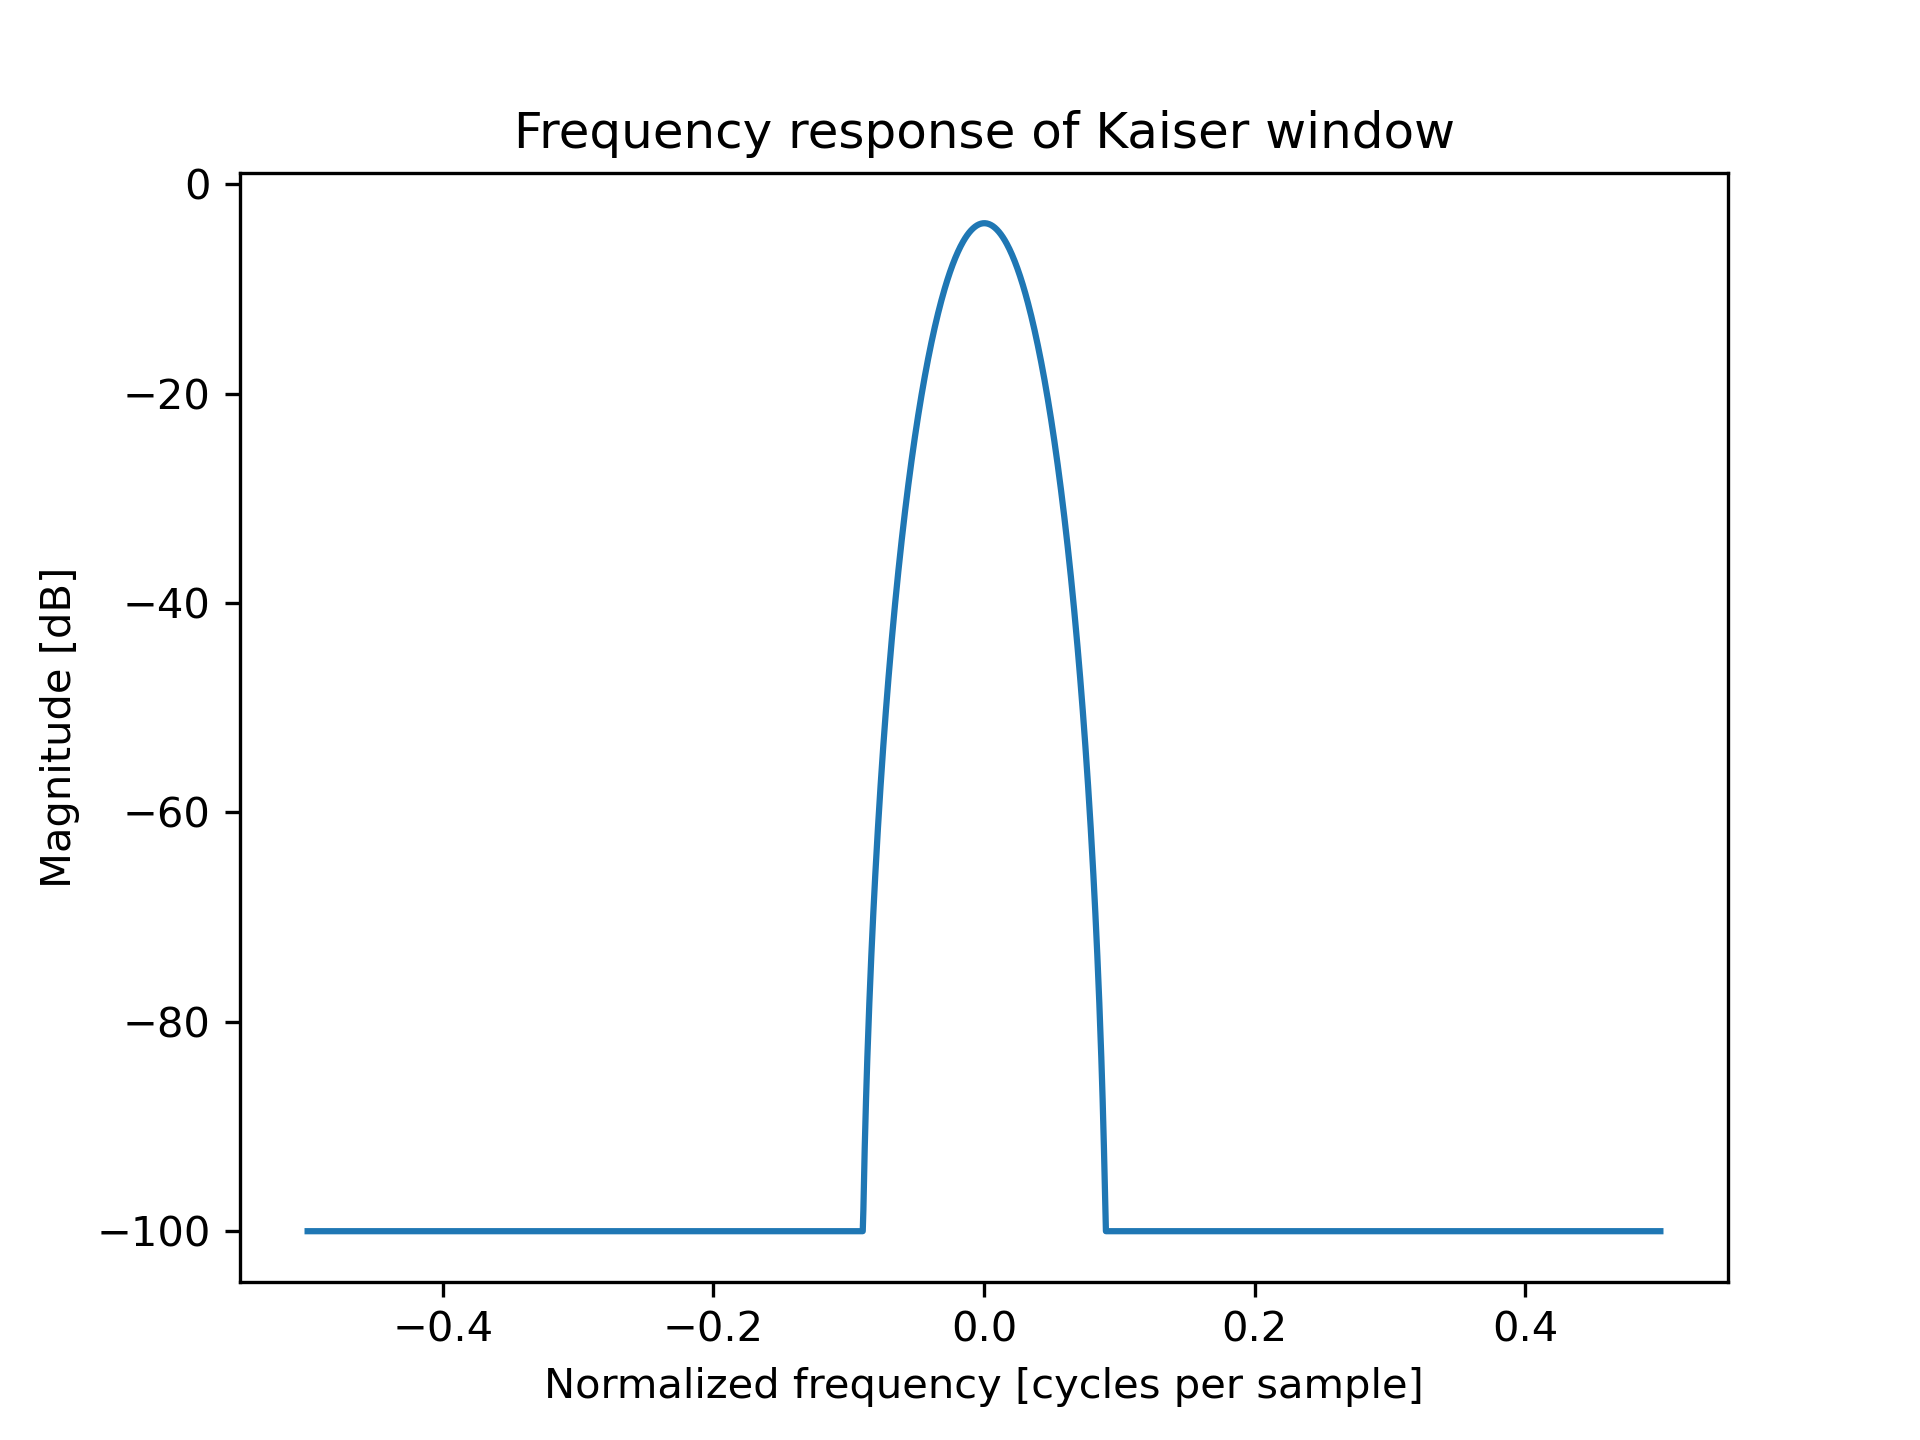 Frequency response of Kaiser window
0
−20
−40
−60
−80
−100
Magnitude [dB]
−0.4 −0.2 0.0 0.2 0.4
Normalized frequency [cycles per sample]